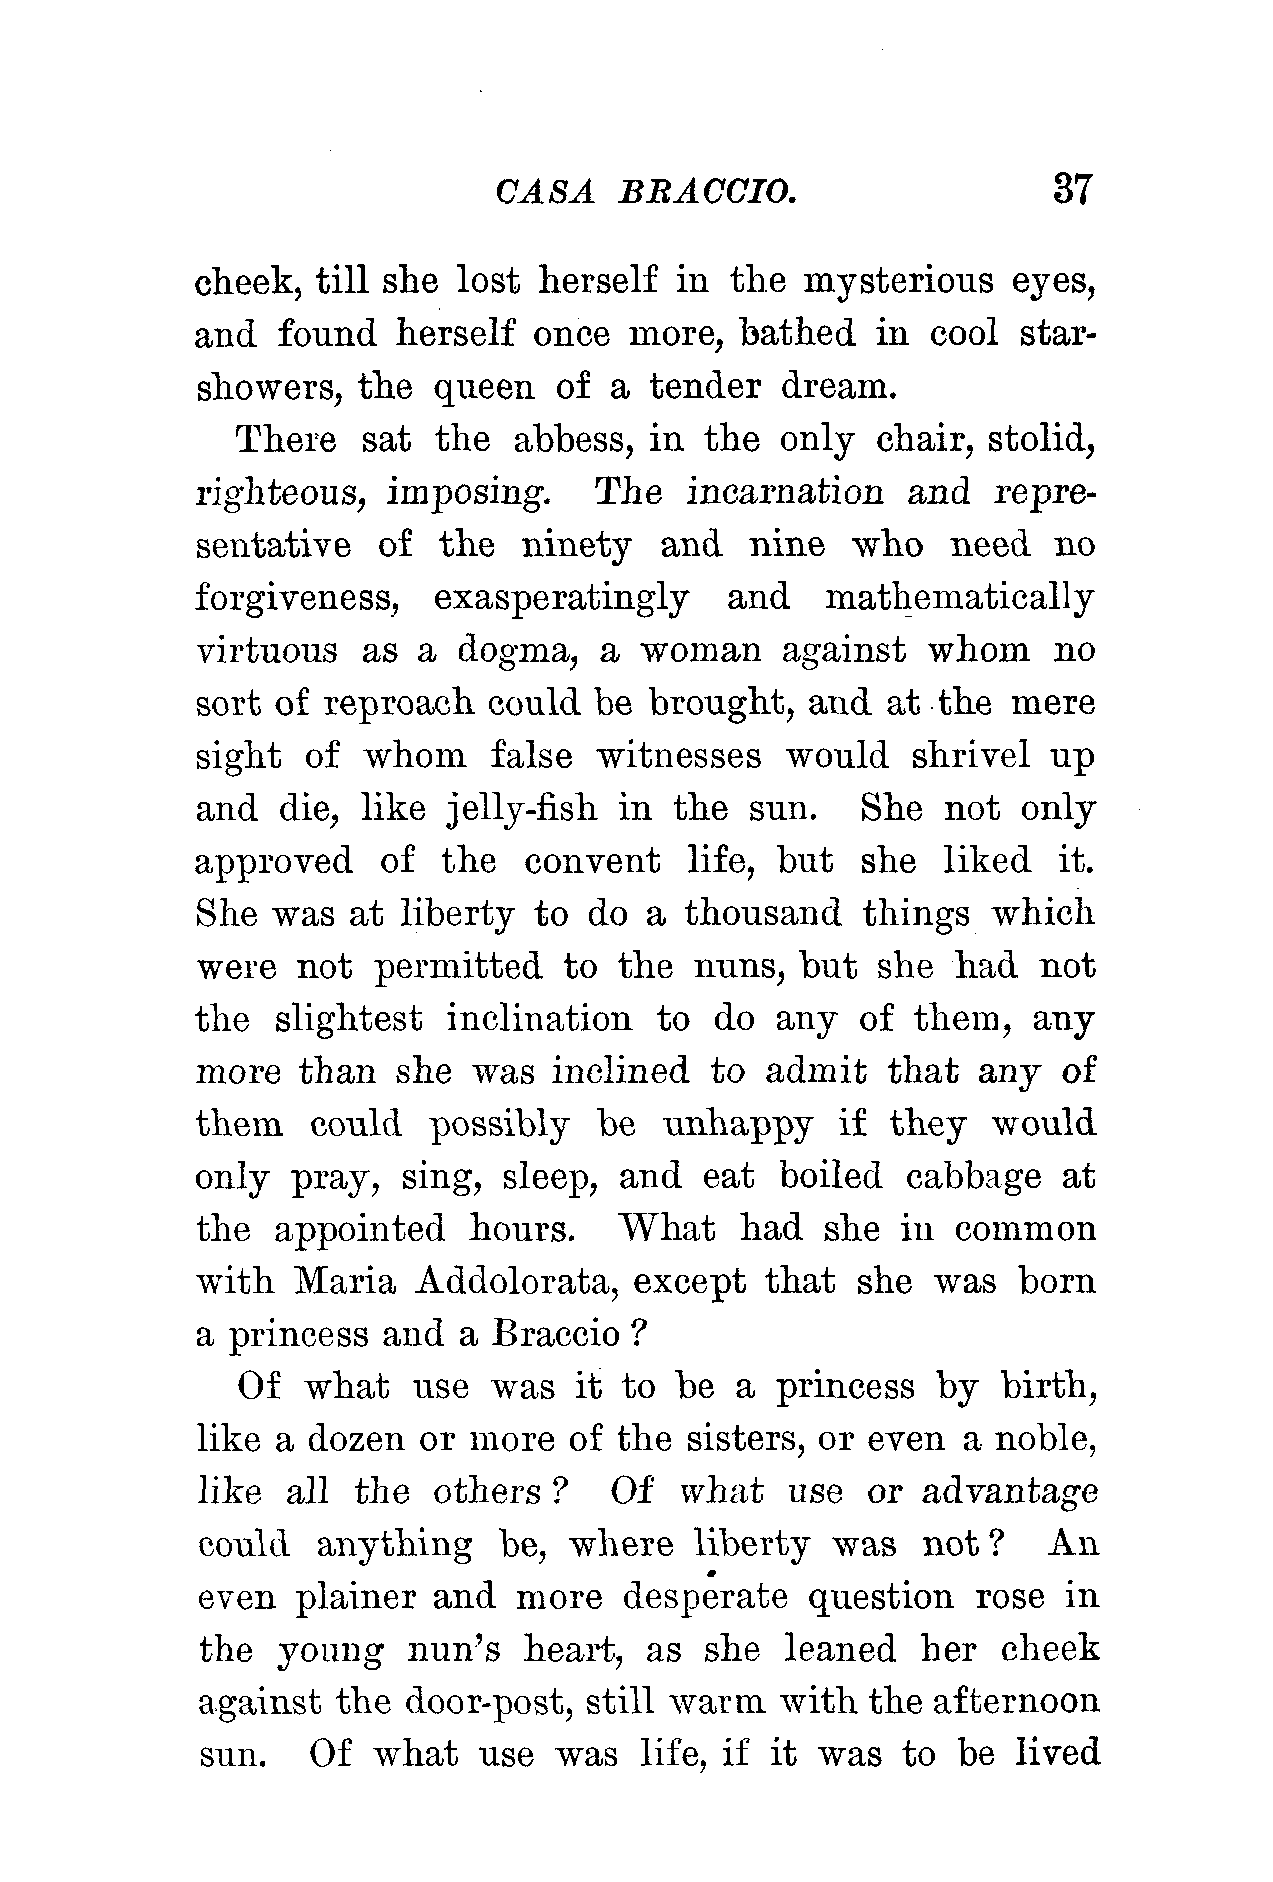 CASA BRACCIO. 37
cheek, till she lost herself in the mysterious eyes,
and found herself once more, bathed in cool star-
showers, the queen of a tender dream.
There sat the abbess, in the only chair, stolid,
righteous, imposing. The incarnation and repre-
sentative of the ninety and nine who need no
forgiveness, exasperatingly and mathematically
virtuous as a dogma, a woman against whom no
sort of reproach could be brought, and at the mere
sight of whom false witnesses would shrivel up
and die, like jelly-fish in the sun. She not only
approved of the convent life, but she liked it.
She was at liberty to do a thousand things which
were not permitted to the nuns, but she had not
the slightest inclination to do any of them, any
more than she was inclined to admit that any of
them could possibly be unhappy if they would
only pray, sing, sleep, and eat boiled cabbage at
the appointed hours. What had she in common
with Maria Addolorata, except that she was born
a princess and a Braccio ?
Of what use was it to be a princess by birth,
like a dozen or more of the sisters, or even a noble,
like all the others ? Of what use or advantage
could anything be, where liberty was not ? An
even plainer and more desperate question rose in
the young nun's heart, as she leaned her cheek
against the door-post, still warm with the afternoon
sun. Of what use was life, if it was to be lived